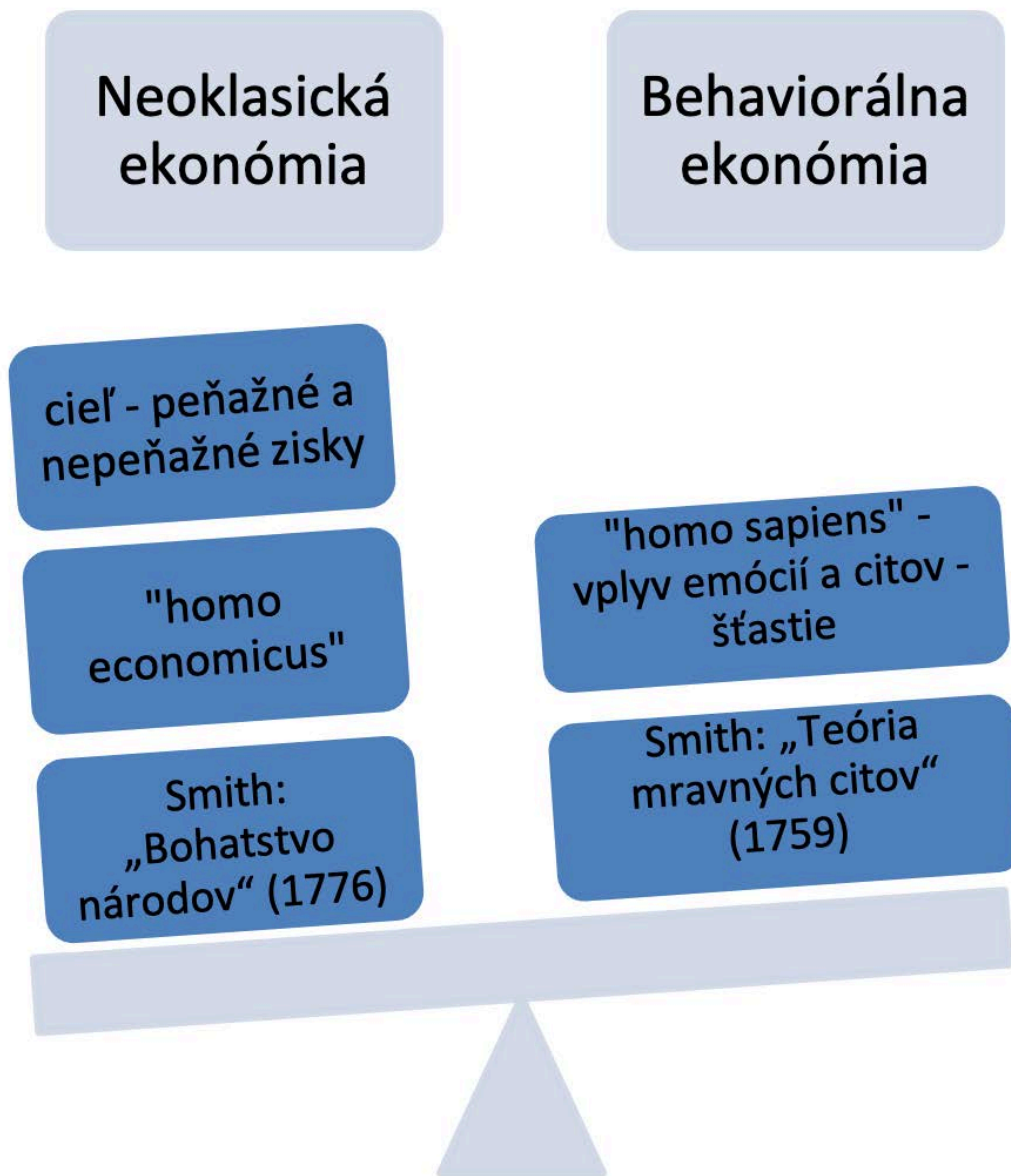 Neoklasická
ekonómia
Behaviorálna
ekonómia
cieľ - peňažné a
nepeňažné zisky
"homo
economicus"
Smith:
„Bohatstvo
národov“ (1776)
"homo sapiens" -
vplyv emócií a citov -
šťastie
Smith: „Teória
mravných citov“
(1759)